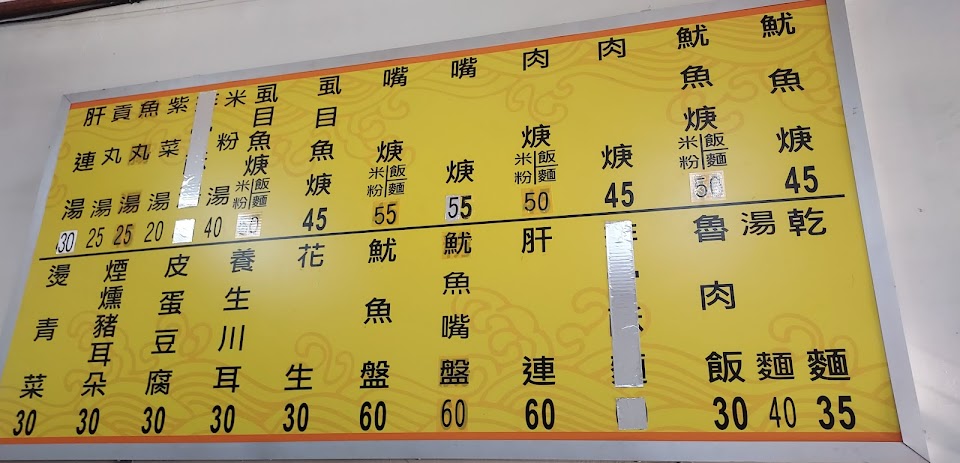 魷魚焿 45
魷魚焿 米粉 飯 麵 50
肉焿 45
肉焿 米粉 飯 麵 50
嘴焿 55
嘴焿 米粉 飯 麵 55
虱目魚焿 45
虱目魚焿 米粉 飯 麵 50
米粉湯 40
紫菜湯 20
魚丸湯 25
貢丸湯 25
肝連湯 30
乾麵 35
湯麵 40
魯肉飯 30
麵
肝連 60
魷魚嘴盤 60
魷魚盤 60
花生 30
養生川耳 30
皮蛋豆腐 30
煙燻豬耳朵 30
燙青菜 30